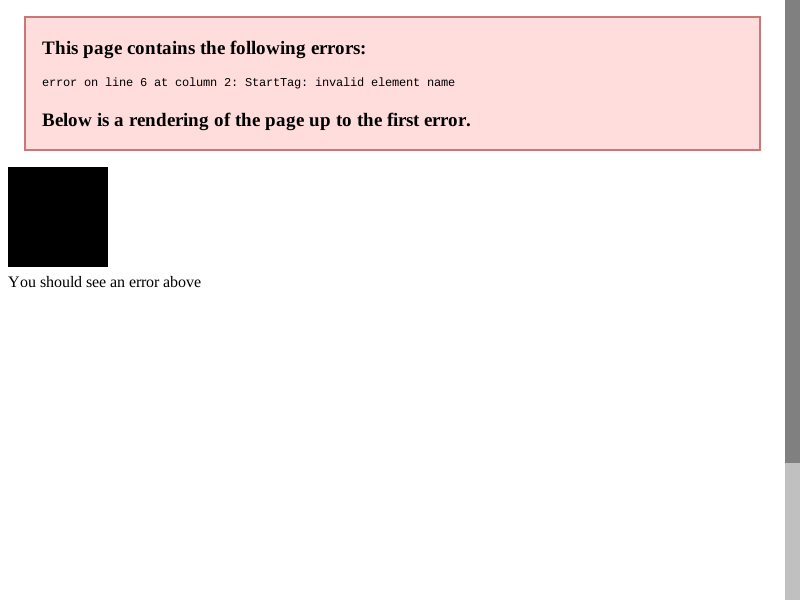 This page contains the following errors:
error on line 6 at column 2: StartTag: invalid element name
Below is a rendering of the page up to the first error.
You should see an error above